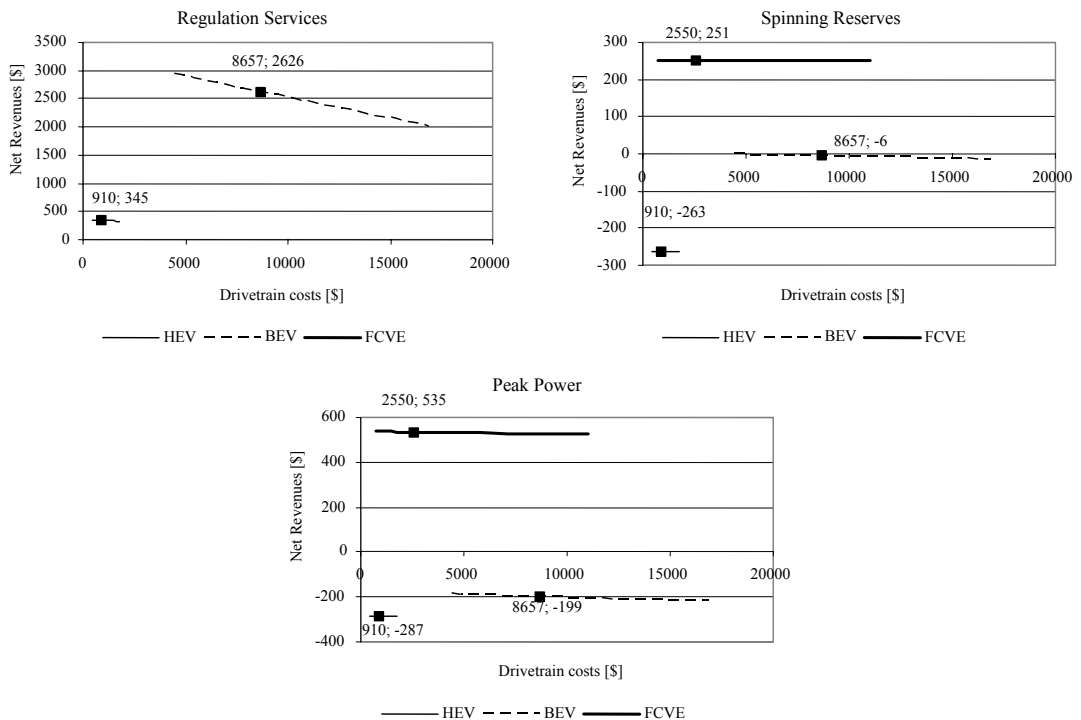 Regulation Services
3500
3000
2500
2000
1500
1000
500
0
Net Revenues [$]
8657; 2626
910; 345
0 5000 10000 15000 20000
Drivetrain costs [$]
HEV BEV FCVE
Spinning Reserves
2550; 251
300
200
100
0
-100
-200
-300
Net Revenues [$]
8657; -6
0 5000 10000 15000 20000
910; -263
Drivetrain costs [$]
HEV BEV FCVE
Peak Power
2550; 535
600
400
200
0
-200
-400
Net Revenues [$]
0 5000 10000 15000 20000
8657; -199
910; -287
Drivetrain costs [$]
HEV BEV FCVE